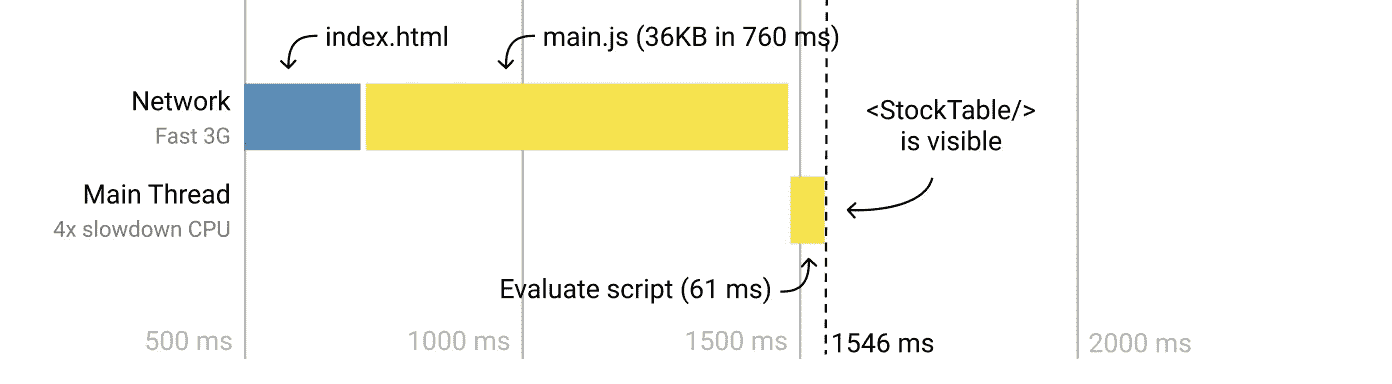 index.html
main.js (36KB in 760 ms)
Network
Fast 3G
<StockTable/>
is visible
Main Thread
4x slowdown CPU
Evaluate script (61 ms)
500 ms
1000 ms
1500 ms
1546 ms
2000 ms